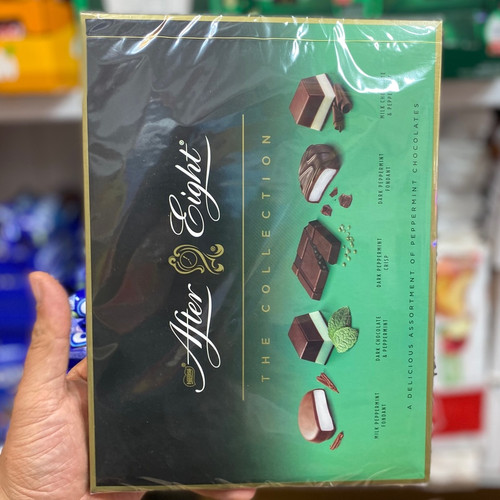 Nestlé
After Eight®
THE COLLECTION
MILK PEPPERMINT
FONDANT
DARK CHOCOLATE
& PEPPERMINT
DARK PEPPERMINT
CRISP
DARK PEPPERMINT
FONDANT
MILK CHOCOLATE
& PEPPERMINT
A DELICIOUS ASSORTMENT OF PEPPERMINT CHOCOLATES